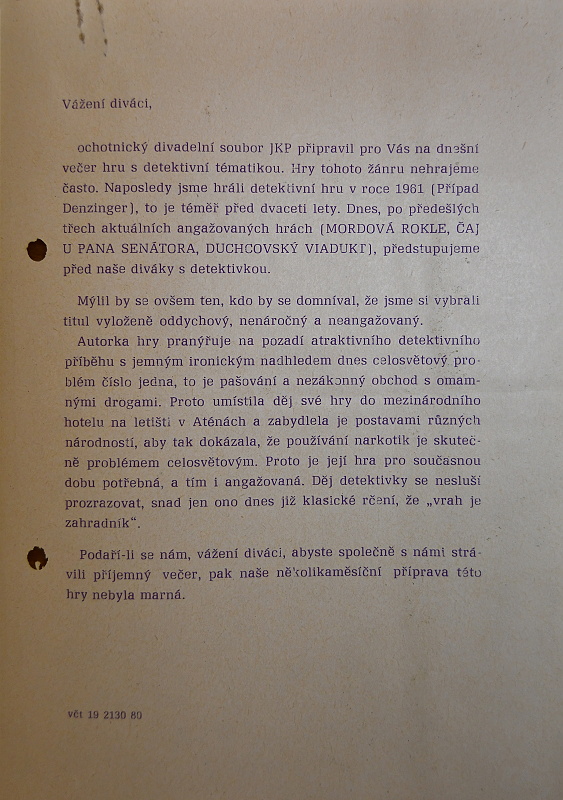 Vážení diváci,
ochotnický divadelní soubor JKP připravil pro Vás na dnešní
večer hru s detektivní tématikou. Hry tohoto žánru nehrajeme
často. Naposledy jsme hráli detektivní hru v roce 1961 (Případ
Denzinger), to je téměř před dvaceti lety. Dnes, po předešlých
třech aktuálních angažovaných hrách (MORDOVÁ ROKLE, ČAJ
U PANA SENÁTORA, DUCHCOVSKÝ VIADUKT), předstupujeme
před naše diváky s detektivkou.
Mýlil by se ovšem ten, kdo by se domníval, že jsme si vybrali
titul vyloženě oddychový, nenáročný a neangažovaný.
Autorka hry pranýřuje na pozadí atraktivního detektivního
příběhu s jemným ironickým nadhledem dnes celosvětový pro-
blém číslo jedna, to je pašování a nezákonný obchod s omam-
nými drogami. Proto umístila děj své hry do mezinárodního
hotelu na letišti v Aténách a zabydlela je postavami různých
národností, aby tak dokázala, že používání narkotik je skuteč-
ně problémem celosvětovým. Proto je její hra pro současnou
dobu potřebná, a tím i angažovaná. Děj detektivky se nesluší
prozrazovat, snad jen ono dnes již klasické rčení, že „vrah je
zahradník“.
Podaří-li se nám, vážení diváci, abyste společně s námi strá-
vili příjemný večer, pak naše několikaměsíční příprava této
hry nebyla marná.
včt 19 2130 80